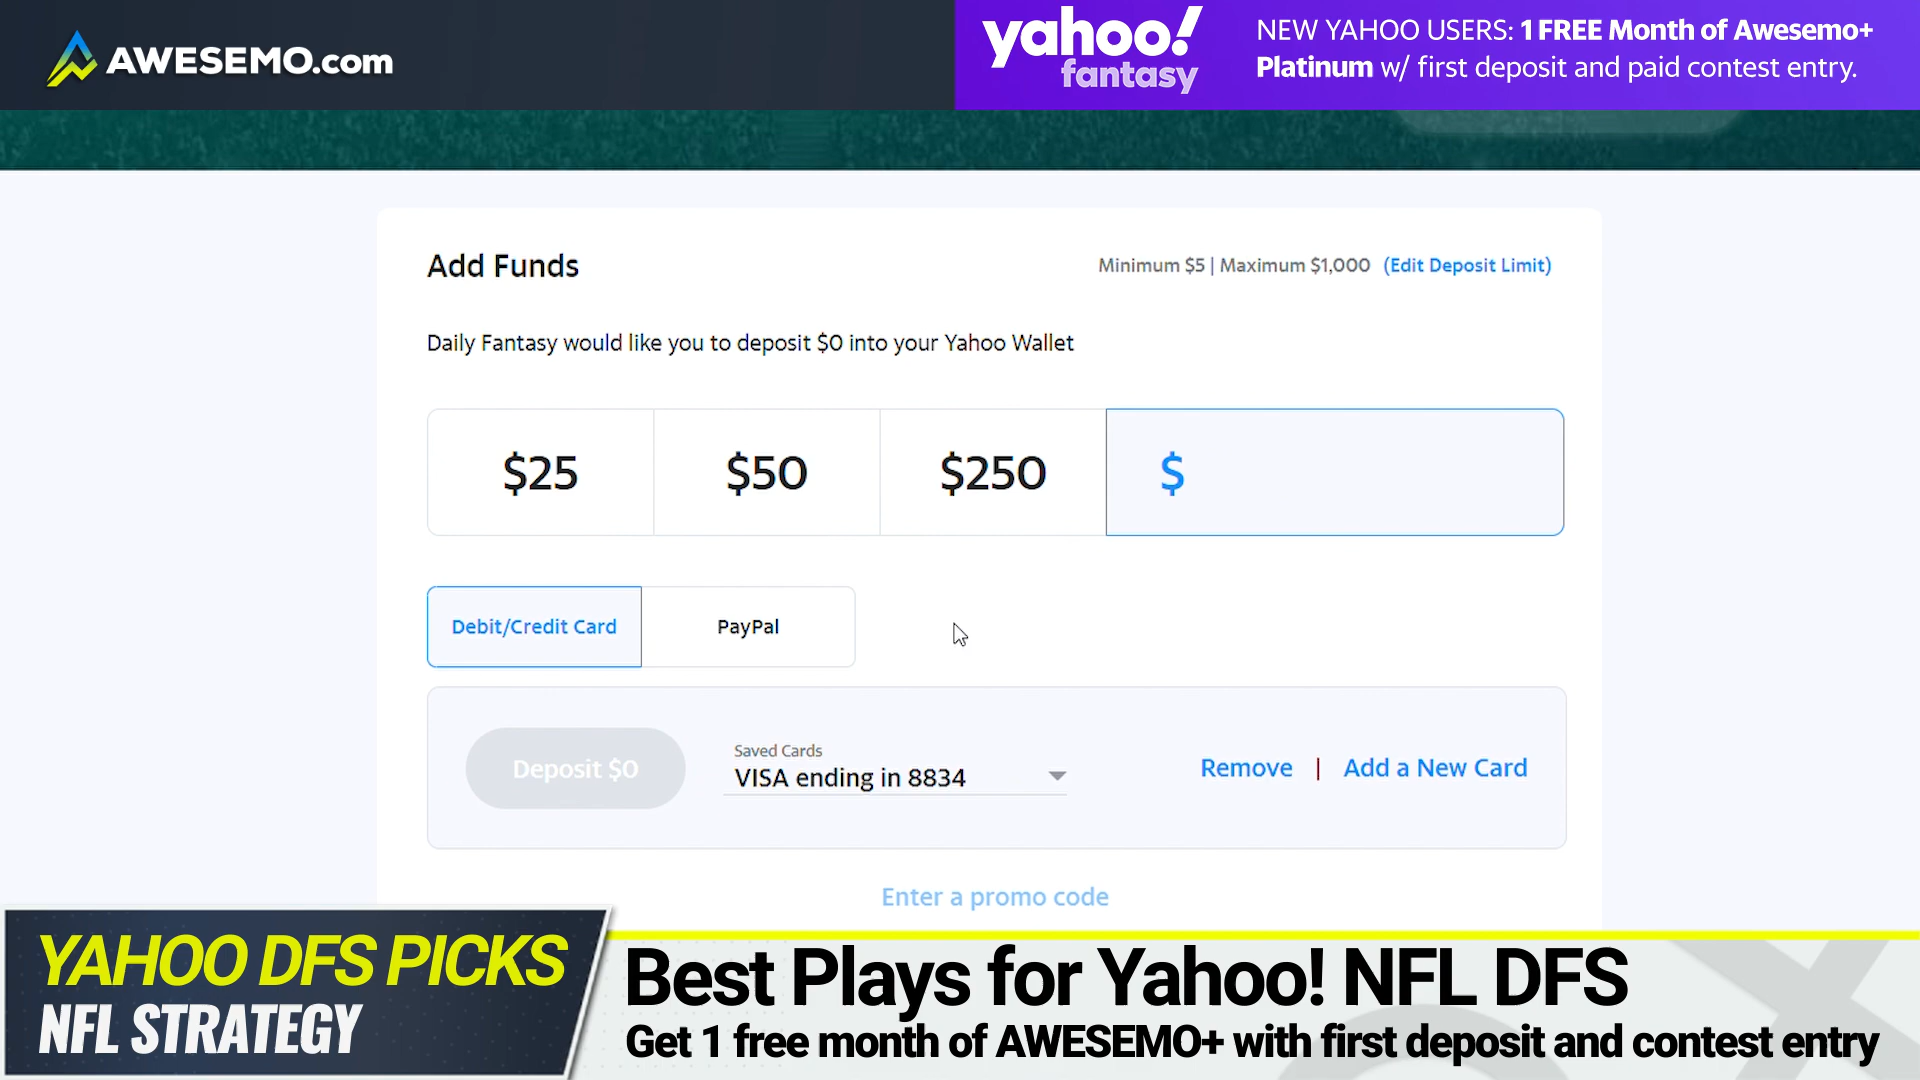 AWESEMO.com
yahoo!
fantasy
NEW YAHOO USERS: 1 FREE Month of Awesemo+
Platinum w/ first deposit and paid contest entry.
Add Funds
Minimum $5 | Maximum $1,000 (Edit Deposit Limit)
Daily Fantasy would like you to deposit $0 into your Yahoo Wallet
$25 $50 $250 $
Debit/Credit Card PayPal
Saved Cards
Deposit $0 VISA ending in 8834 Remove | Add a New Card
Enter a promo code
YAHOO DFS PICKS
NFL STRATEGY
Best Plays for Yahoo! NFL DFS
Get 1 free month of AWESEMO+ with first deposit and contest entry